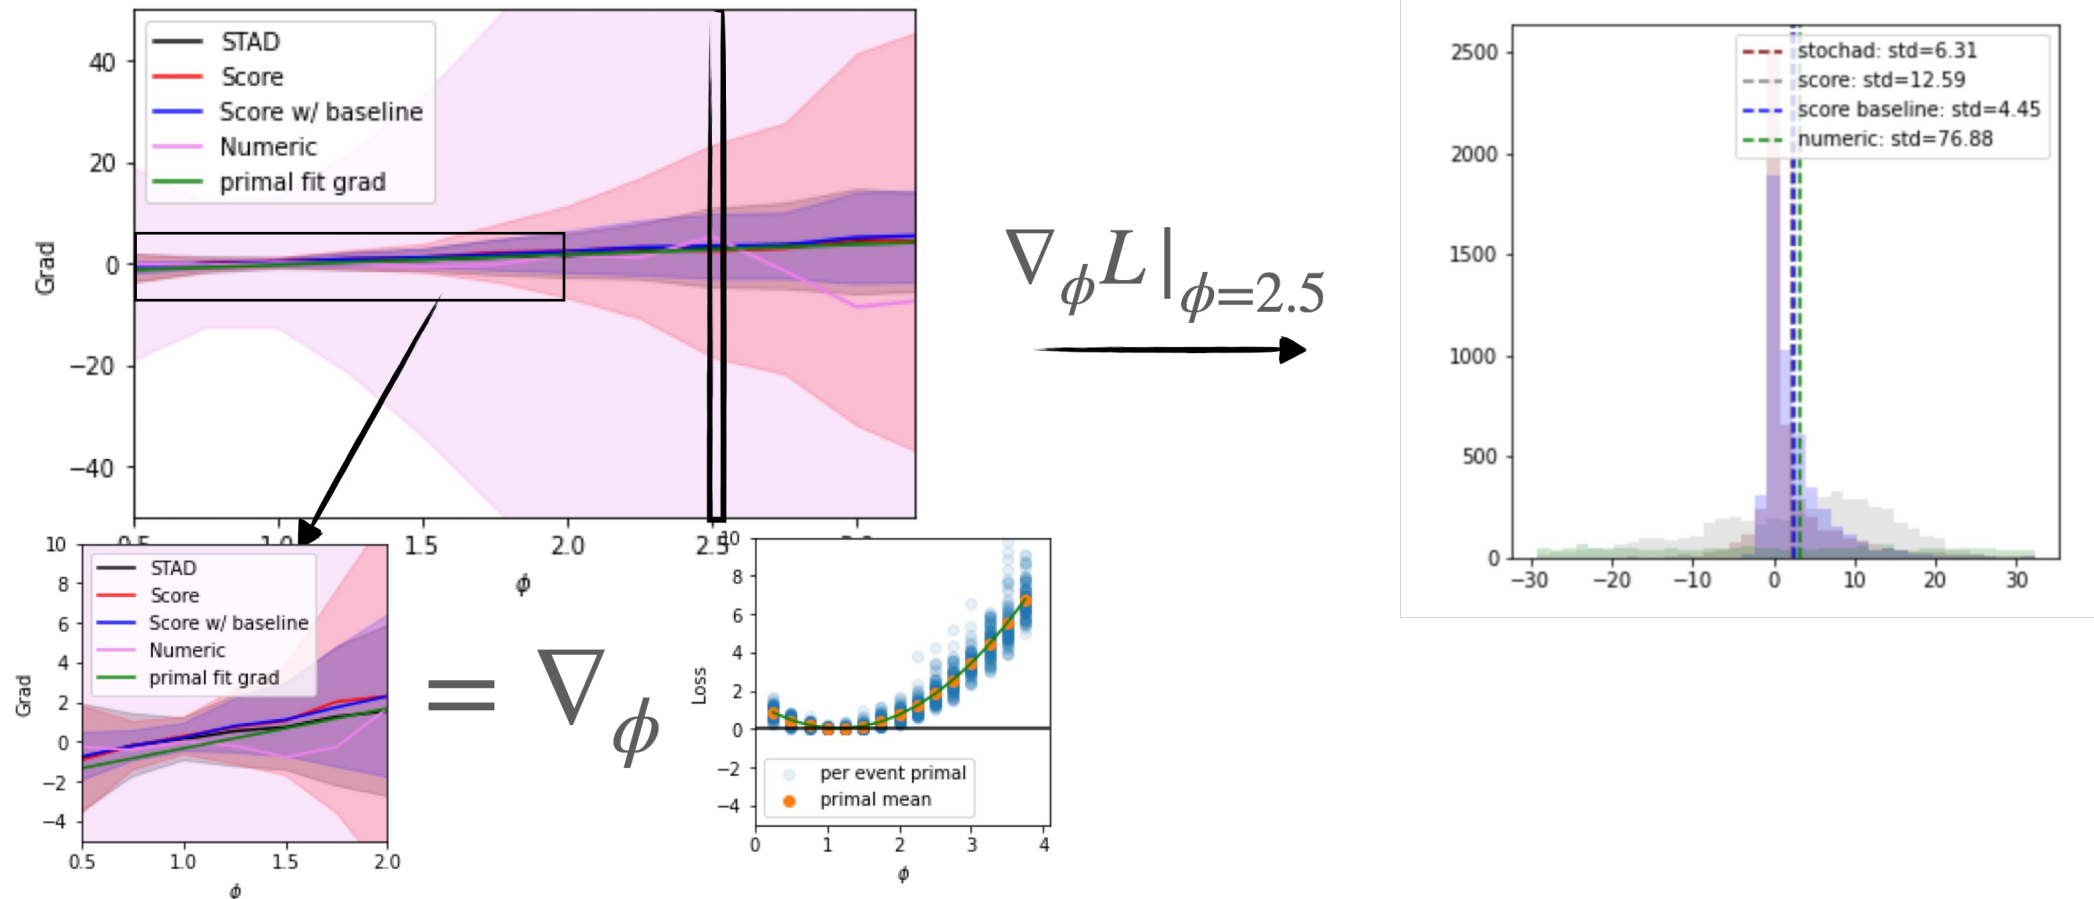 STAD
Score
Score w/ baseline
Numeric
primal fit grad
40
20
0
−20
−40
Grad
0.5 1.0 1.5 2.0 2.5
ϕ
∇ϕL|ϕ=2.5
stochad: std=6.31
score: std=12.59
score baseline: std=4.45
numeric: std=76.88
2500
2000
1500
1000
500
0
−30 −20 −10 0 10 20 30
STAD
Score
Score w/ baseline
Numeric
primal fit grad
10
8
6
4
2
0
−2
−4
Grad
0.5 1.0 1.5 2.0
ϕ
= ∇ϕ
10
8
6
4
2
0
−2
−4
Loss
per event primal
primal mean
0 1 2 3 4
ϕ